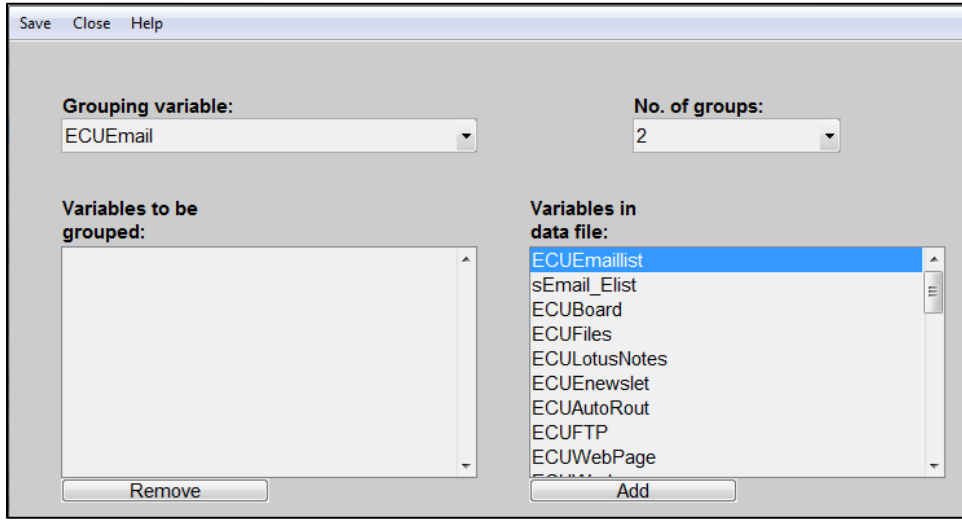 Save Close Help
Grouping variable:
No. of groups:
ECUEmail
2
Variables to be
grouped:
Variables in
data file:
ECUEmaillist
sEmail_Elist
ECUBoard
ECUFiles
ECULotusNotes
ECUEnewslet
ECUAutoRout
ECUFTP
ECUWebPage
Remove
Add